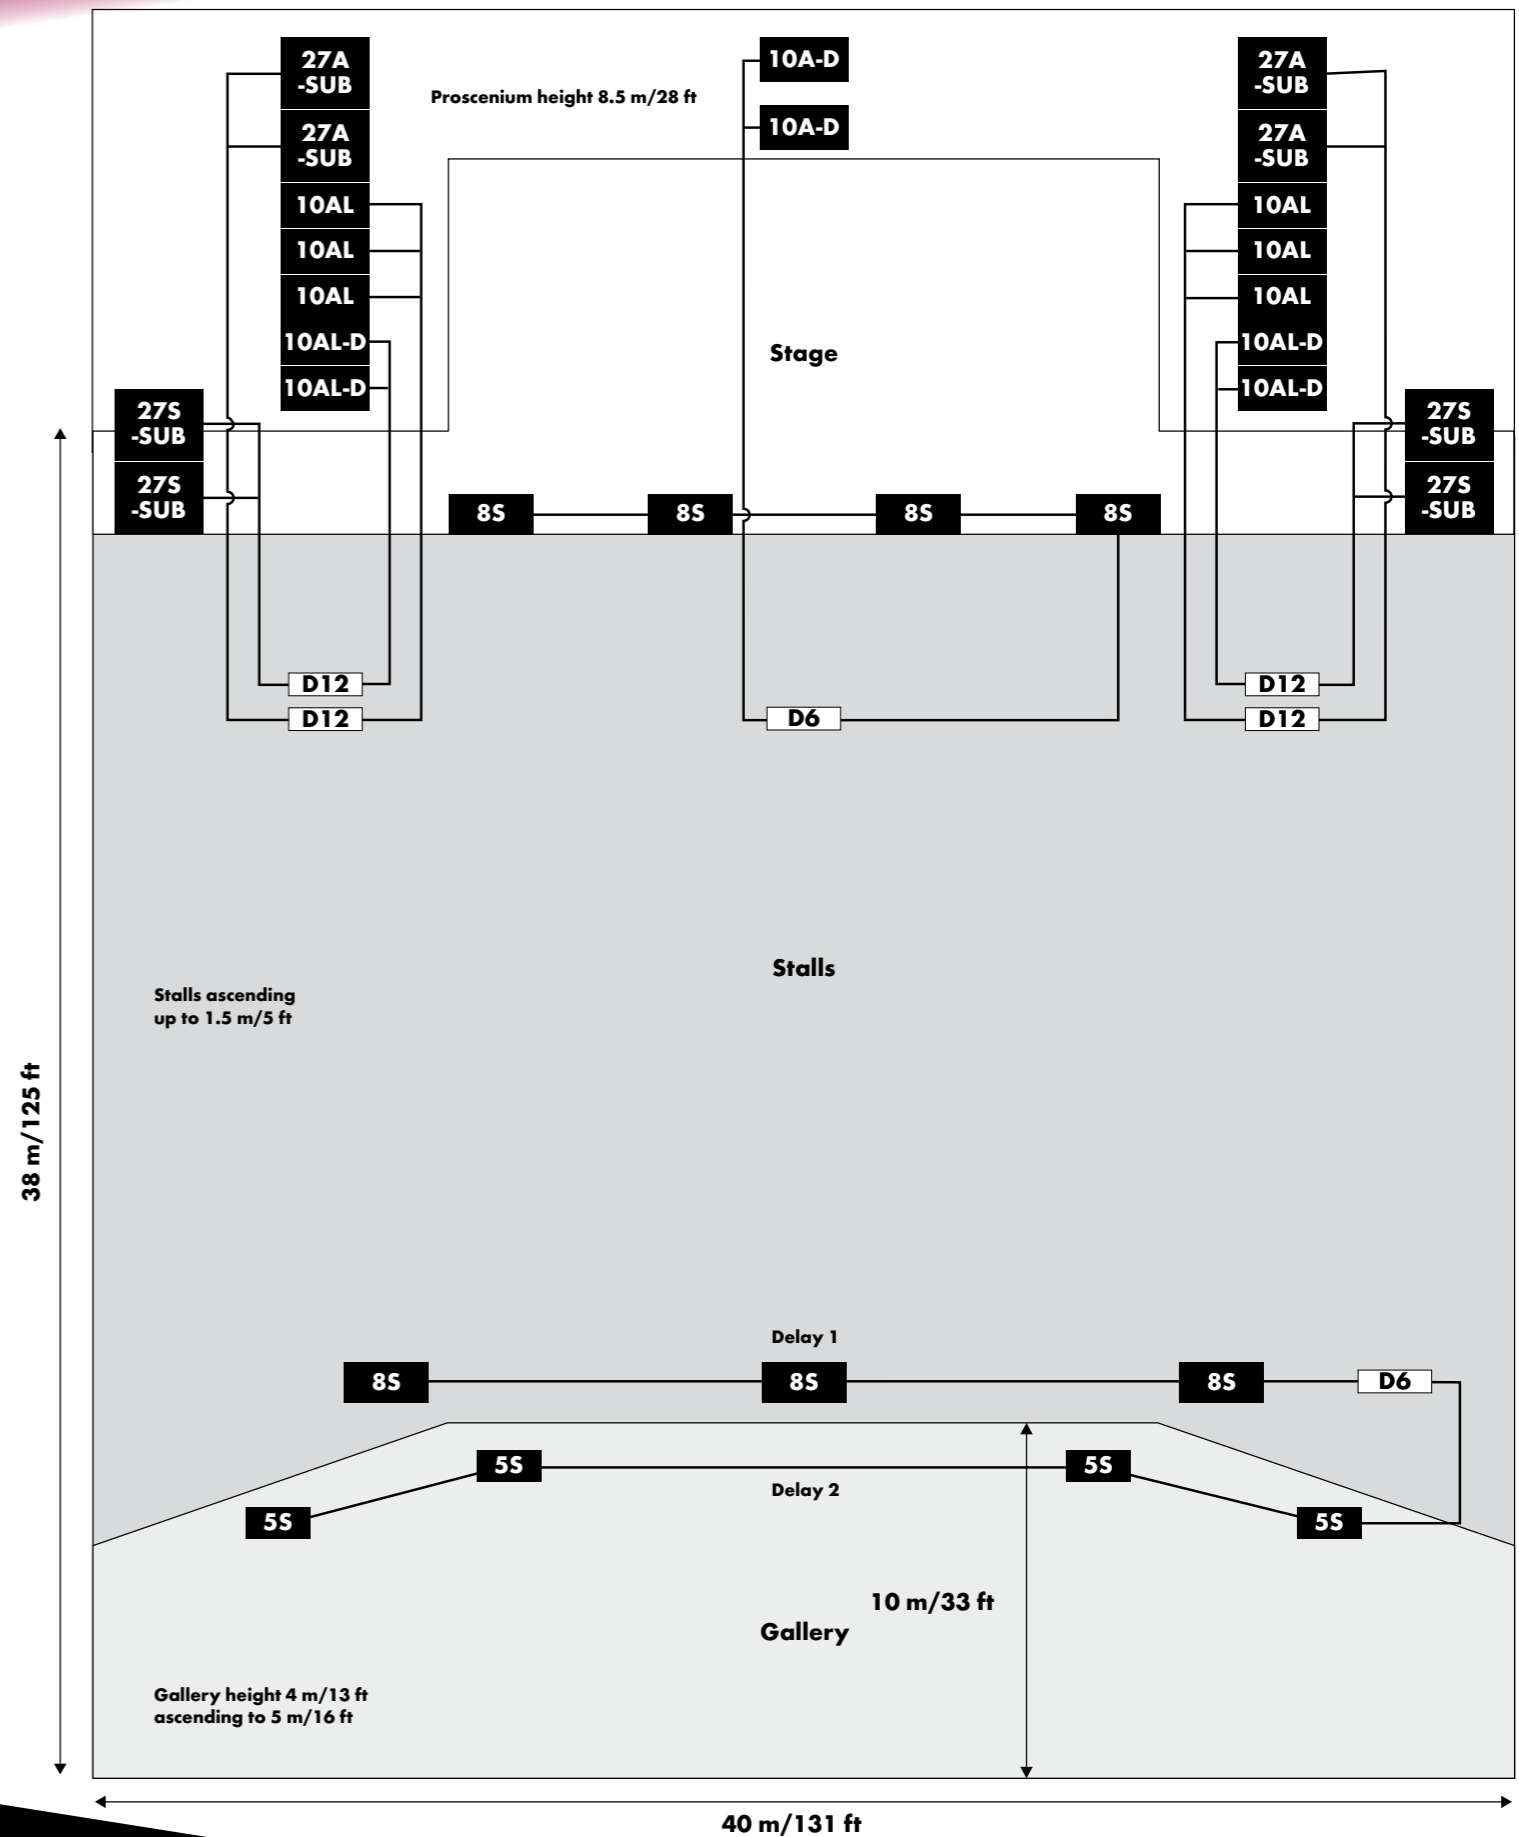 27A
-SUB
27A
-SUB
10AL
10AL
10AL
10AL-D
10AL-D
27S
-SUB
27S
-SUB
Proscenium height 8.5 m/28 ft
10A-D
10A-D
27A
-SUB
27A
-SUB
10AL
10AL
10AL
10AL-D
10AL-D
27S
-SUB
27S
-SUB
Stage
8S
8S
8S
8S
D12
D12
D6
D12
D12
Stalls
Stalls ascending
up to 1.5 m/5 ft
38 m/125 ft
Delay 1
8S
8S
8S
D6
5S
5S
5S
5S
Delay 2
10 m/33 ft
Gallery
Gallery height 4 m/13 ft
ascending to 5 m/16 ft
40 m/131 ft